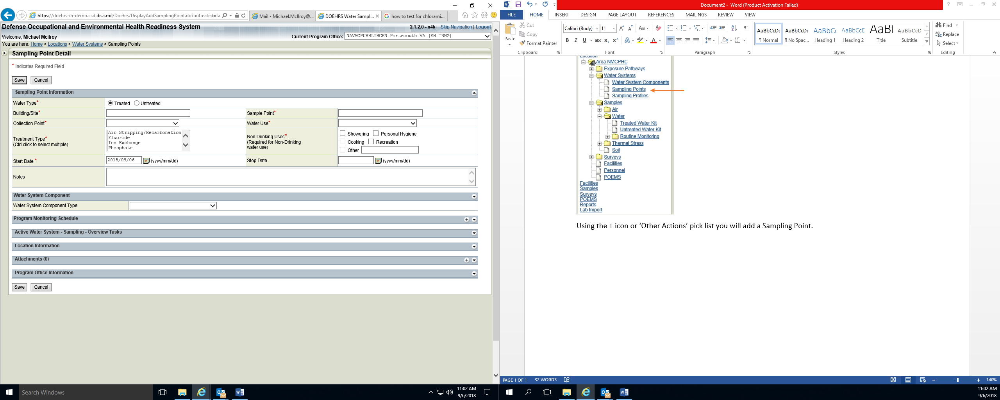 https://doehrs-ih-demo.csd.disa.mil/Doehrs/DisplayAddSamplingPoint.do?untreated=fa
Mail - Michael.McIlroy@...
DOEHRS Water Sampl...
how to test for chlorami...
Defense Occupational and Environmental Health Readiness System
2.1.2.0 - x4k Skip Navigation | Logout
Welcome, Michael McIlroy
Current Program Office: NAVMCPUBHLTHCEN Portsmouth VA (EH TRNG)
You are here: Home > Locations > Water Systems > Sampling Points
Sampling Point Detail
* Indicates Required Field
Save Cancel
Sampling Point Information
Water Type* Treated Untreated
Building/Site* Sample Point*
Collection Point* Water Use*
Treatment Type*
(Ctrl click to select multiple)
Air Stripping/Recarbonation
Fluoride
Ion Exchange
Phosphate
Non Drinking Uses*
(Required for Non-Drinking
water use)
Showering Personal Hygiene
Cooking Recreation
Other
Start Date * 2018/09/06 (yyyy/mm/dd) Stop Date (yyyy/mm/dd)
Notes
Water System Component
Water System Component Type
Program Monitoring Schedule
Active Water System - Sampling - Overview Tasks
Location Information
Attachments (0)
Program Office Information
Save Cancel
Search Windows
11:02 AM
9/6/2018
Document2 - Word (Product Activation Failed)
FILE HOME INSERT DESIGN PAGE LAYOUT REFERENCES MAILINGS REVIEW VIEW
Paste
Cut
Copy
Format Painter
Clipboard
Calibri (Body) 11
Font
Paragraph
AaBbCcDc AaBbCcDc AaBbC( AaBbCcE AaBl AaBbCcD
¶ Normal ¶ No Spac... Heading 1 Heading 2 Title Subtitle
Styles
Find
Replace
Select
Editing
Location
Area NMCPHC
Exposure Pathways
Water Systems
Water System Components
Sampling Points
Sampling Profiles
Samples
Air
Water
Treated Water Kit
Untreated Water Kit
Routine Monitoring
Thermal Stress
Soil
Surveys
Facilities
Personnel
POEMS
Facilities
Samples
Surveys
POEMS
Reports
Lab Import
Using the + icon or ‘Other Actions’ pick list you will add a Sampling Point.
PAGE 1 OF 1 32 WORDS
140%
11:02 AM
9/6/2018